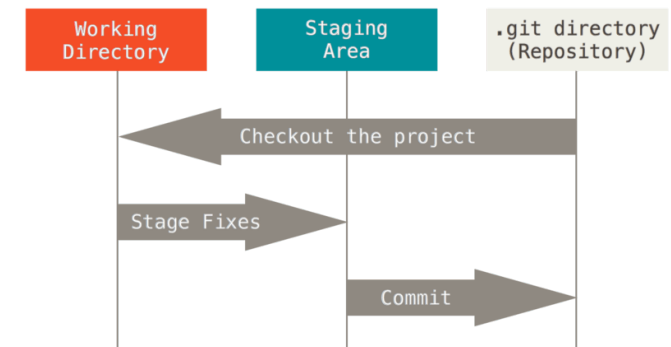 Working
Directory
Staging
Area
.git directory
(Repository)
Checkout the project
Stage Fixes
Commit